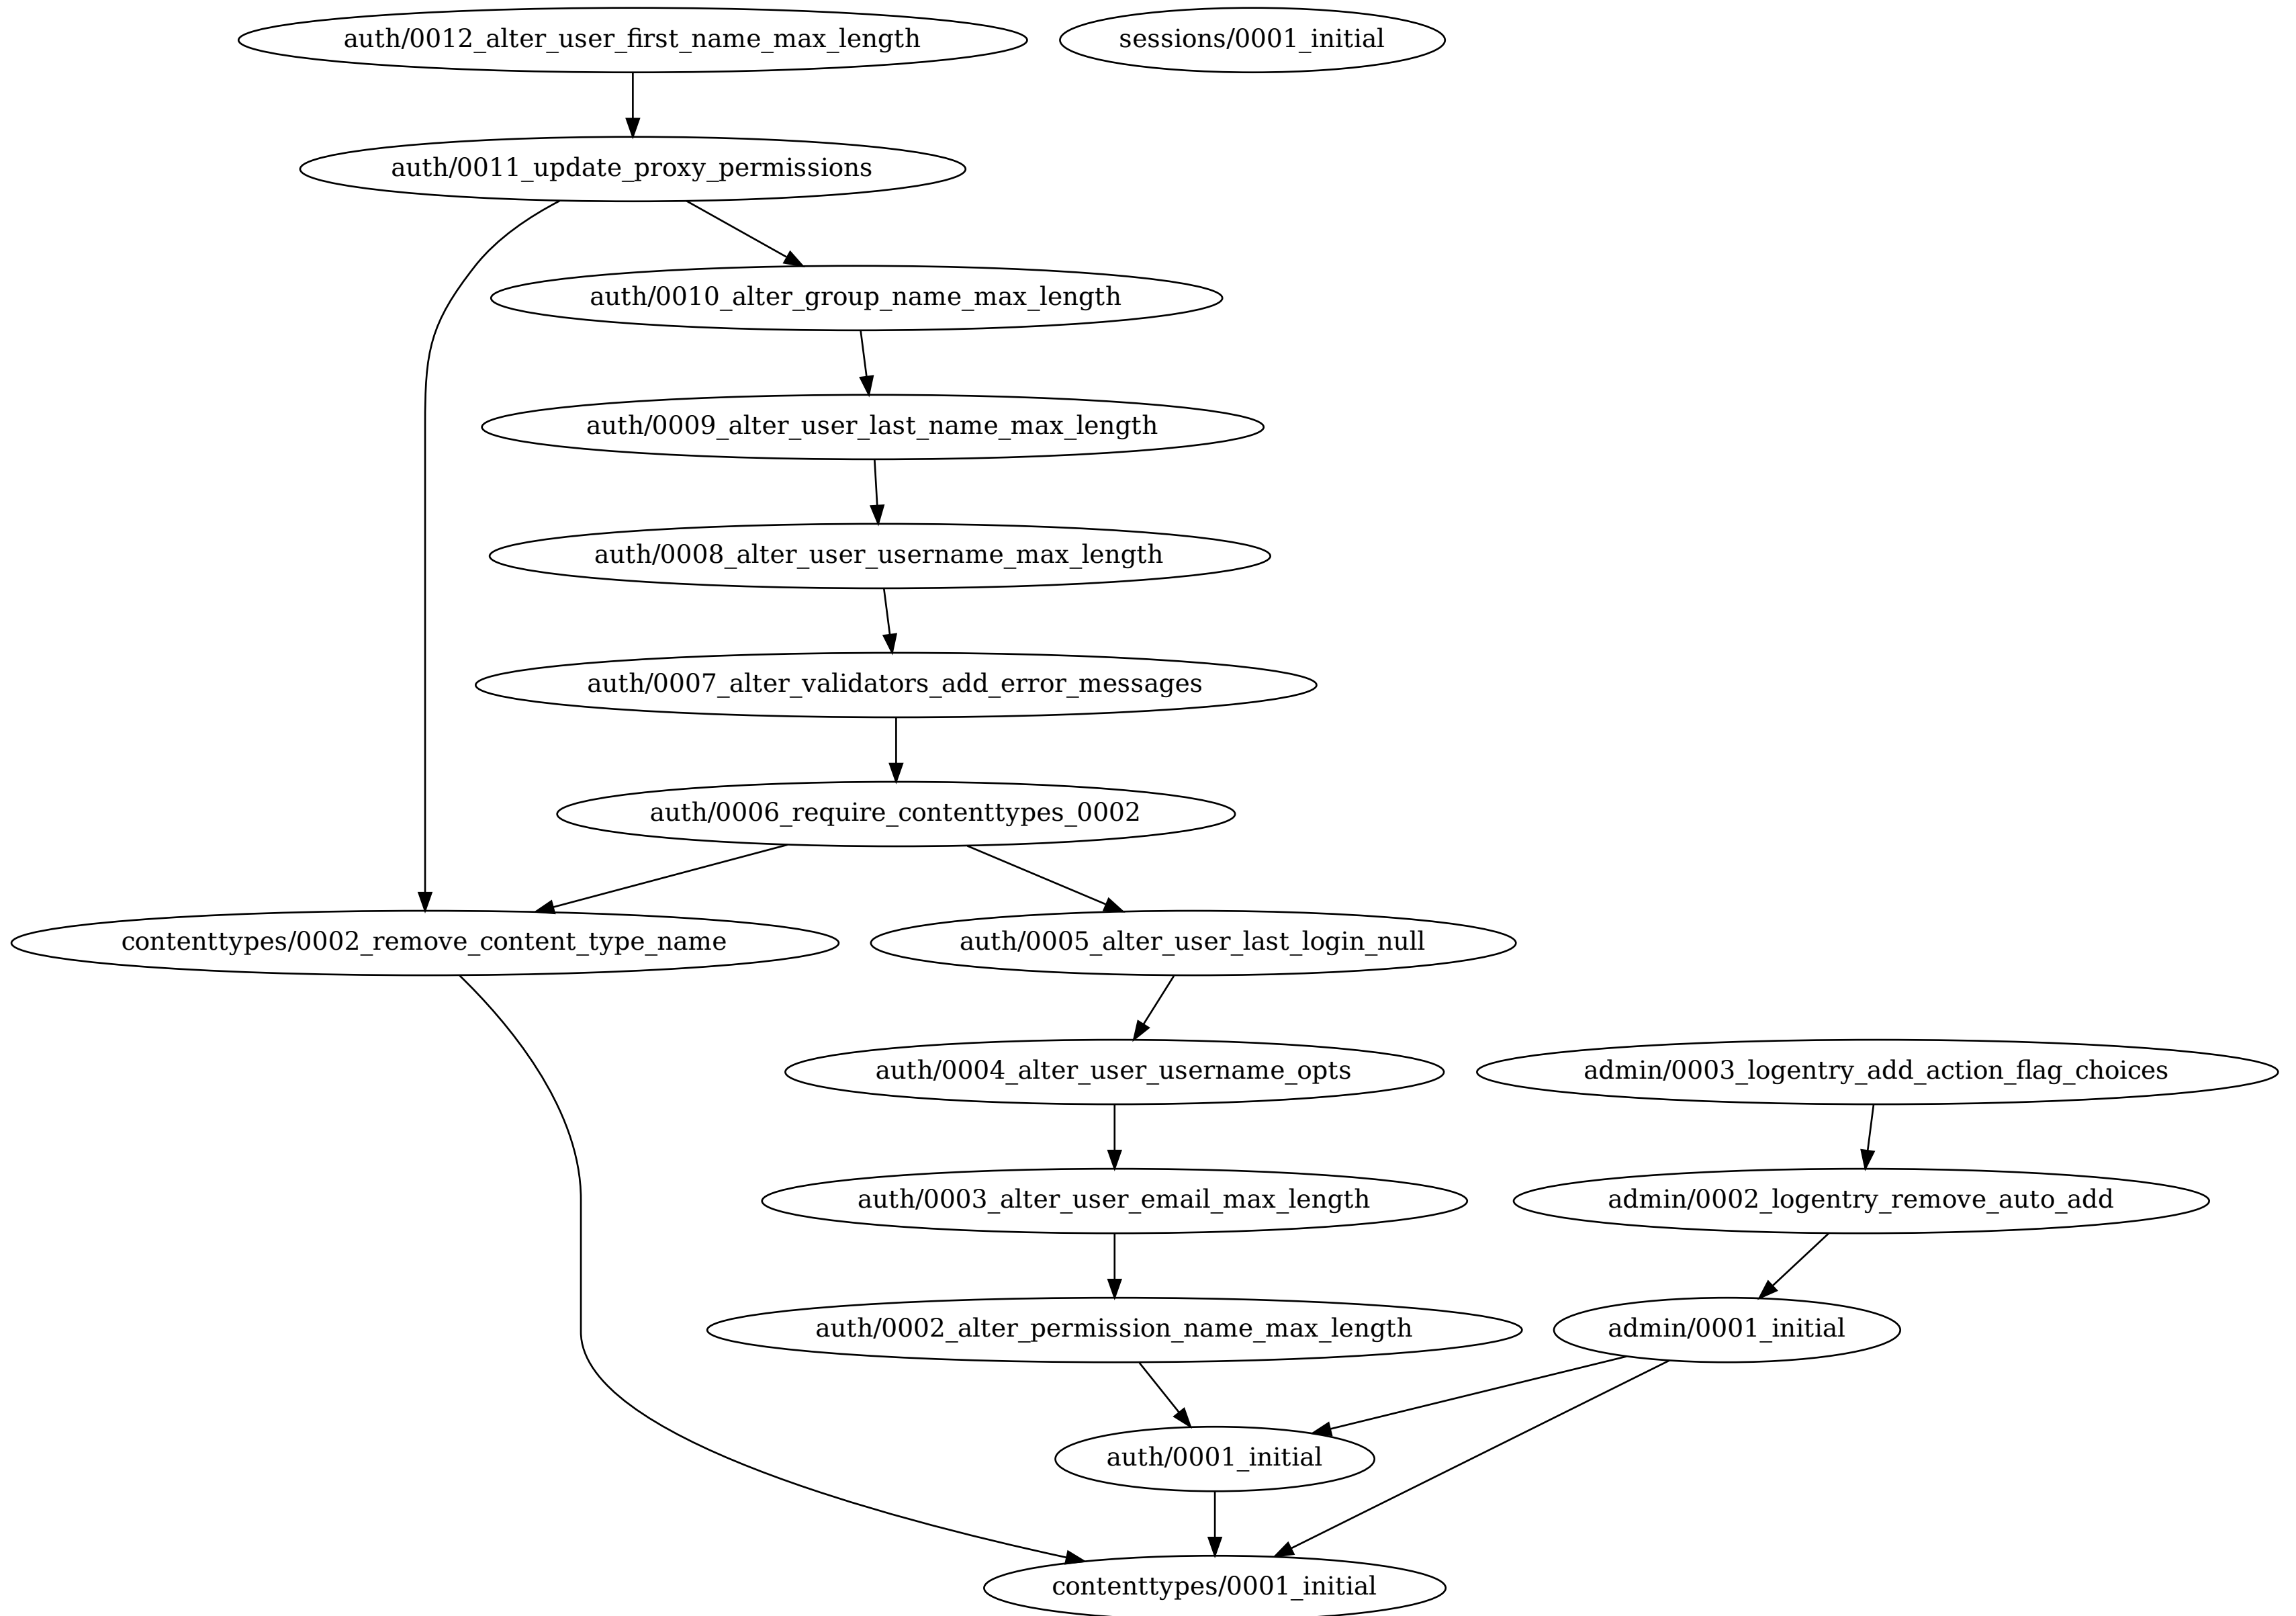 auth/0012_alter_user_first_name_max_length
sessions/0001_initial
auth/0011_update_proxy_permissions
auth/0010_alter_group_name_max_length
auth/0009_alter_user_last_name_max_length
auth/0008_alter_user_username_max_length
auth/0007_alter_validators_add_error_messages
auth/0006_require_contenttypes_0002
contenttypes/0002_remove_content_type_name
auth/0005_alter_user_last_login_null
auth/0004_alter_user_username_opts
admin/0003_logentry_add_action_flag_choices
auth/0003_alter_user_email_max_length
admin/0002_logentry_remove_auto_add
auth/0002_alter_permission_name_max_length
admin/0001_initial
auth/0001_initial
contenttypes/0001_initial